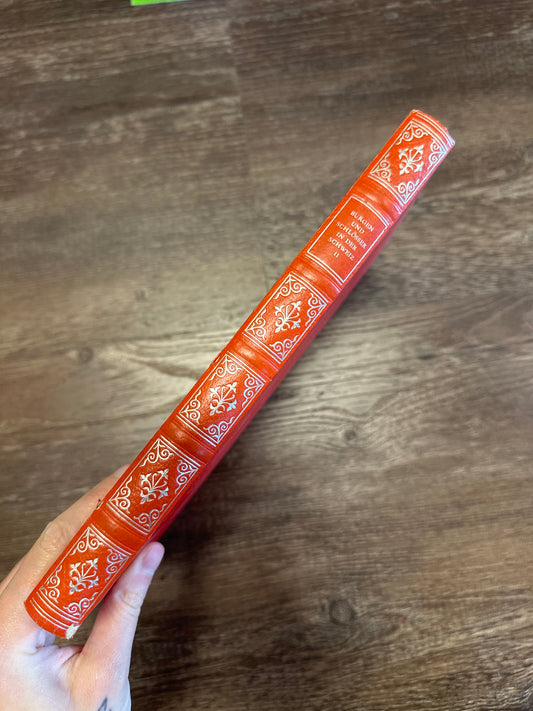 BURGEN
UND
SCHLÖSSER
IN DER
SCHWEIZ
II